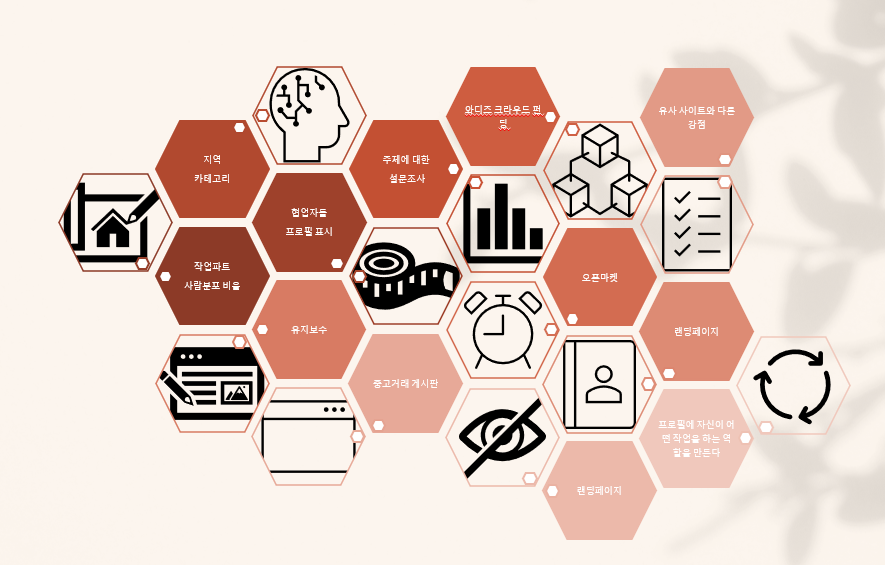 와디즈 크라우드 펀
딩
유사 사이트와 다른
강점
지역
카테고리
주제에 대한
설문조사
협업자들
프로필 표시
작업파트
사람분포 비율
오픈마켓
유지보수
랜딩페이지
중고거래 게시판
프로필에 자신이 어
떤 작업을 하는 역
할을 만든다
랜딩페이지